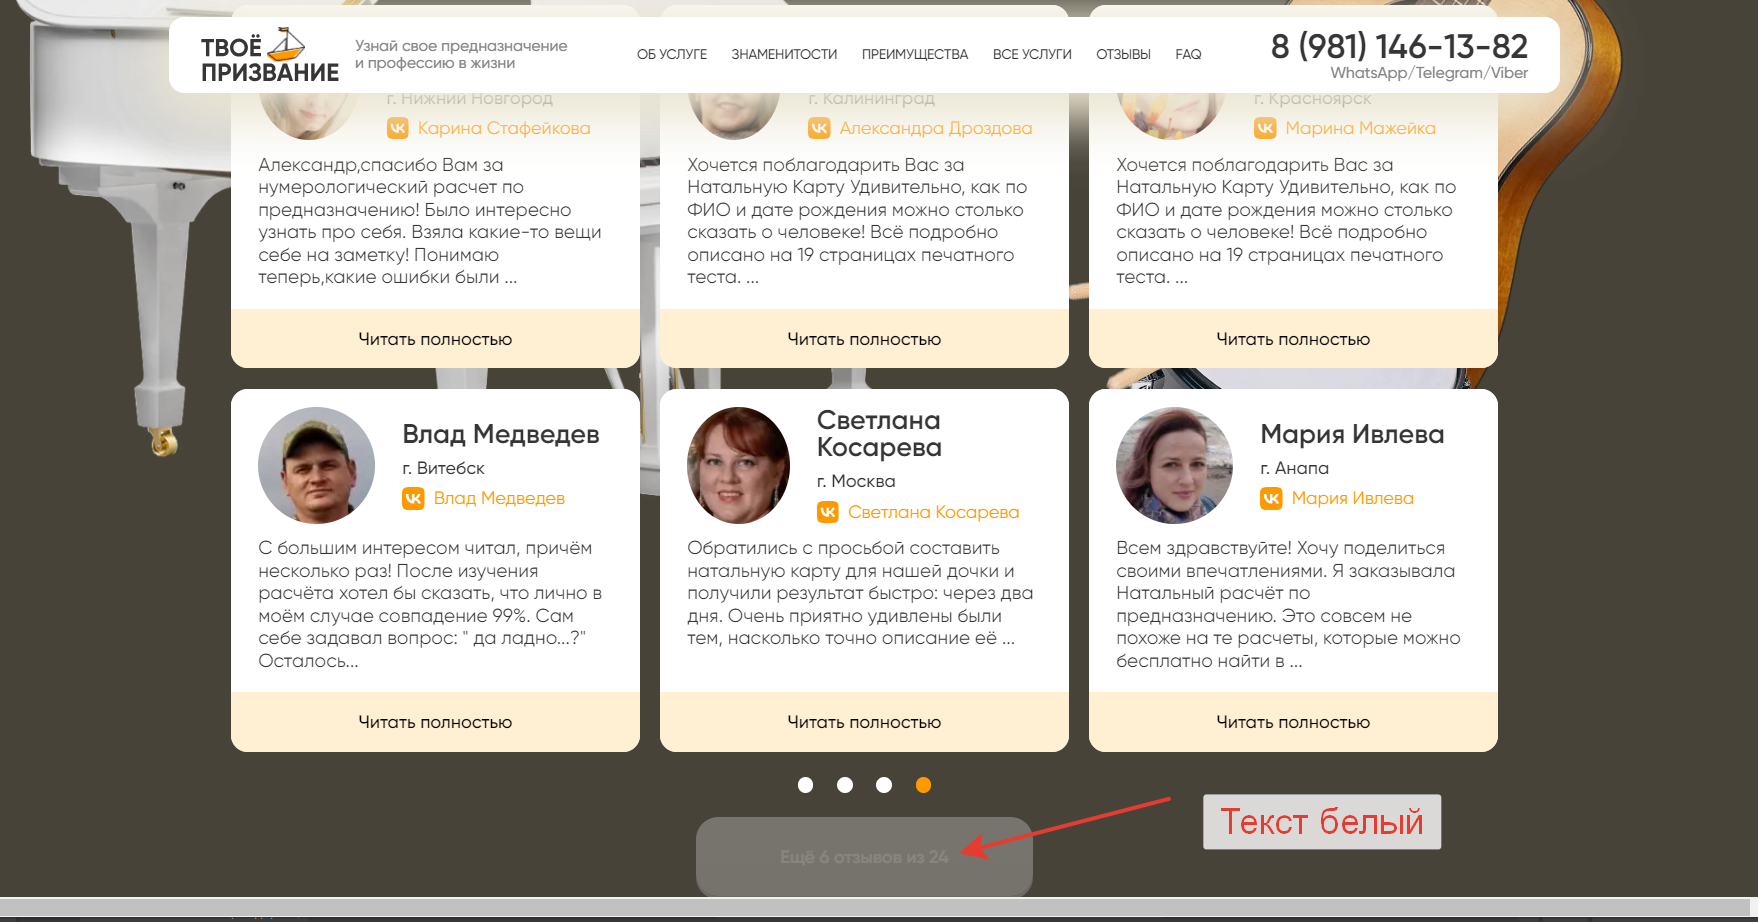 ТВОЁ
ПРИЗВАНИЕ
Узнай свое предназначение
и профессию в жизни
ОБ УСЛУГЕ
ЗНАМЕНИТОСТИ
ПРЕИМУЩЕСТВА
ВСЕ УСЛУГИ
ОТЗЫВЫ
FAQ
8 (981) 146-13-82
WhatsApp/Telegram/Viber
г. Нижний Новгород
Карина Стафейкова
Александр,спасибо Вам за
нумерологический расчет по
предназначению! Было интересно
узнать про себя. Взяла какие-то вещи
себе на заметку! Понимаю
теперь,какие ошибки были ...
Читать полностью
г. Калининград
Александра Дроздова
Хочется поблагодарить Вас за
Натальную Карту Удивительно, как по
ФИО и дате рождения можно столько
сказать о человеке! Всё подробно
описано на 19 страницах печатного
теста. ...
Читать полностью
г. Красноярск
Марина Мажейка
Хочется поблагодарить Вас за
Натальную Карту Удивительно, как по
ФИО и дате рождения можно столько
сказать о человеке! Всё подробно
описано на 19 страницах печатного
теста. ...
Читать полностью
Влад Медведев
г. Витебск
Влад Медведев
С большим интересом читал, причём
несколько раз! После изучения
расчёта хотел бы сказать, что лично в
моём случае совпадение 99%. Сам
себе задавал вопрос: " да ладно...?"
Осталось...
Читать полностью
Светлана
Косарева
г. Москва
Светлана Косарева
Обратились с просьбой составить
натальную карту для нашей дочки и
получили результат быстро: через два
дня. Очень приятно удивлены были
тем, насколько точно описание её ...
Читать полностью
Мария Ивлева
г. Анапа
Мария Ивлева
Всем здравствуйте! Хочу поделиться
своими впечатлениями. Я заказывала
Натальный расчёт по
предназначению. Это совсем не
похоже на те расчеты, которые можно
бесплатно найти в ...
Читать полностью
Текст белый
Ещё 6 отзывов из 24